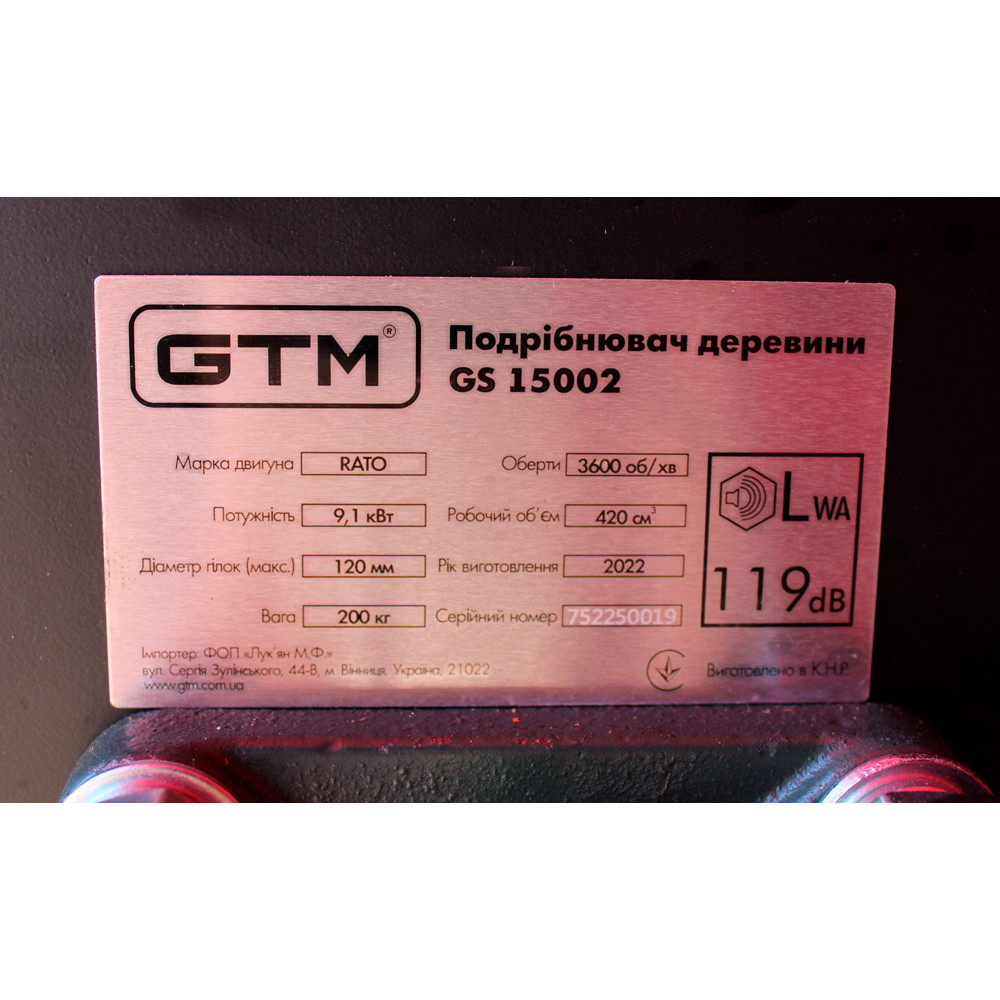 GTM®
Подрібнювач деревини
GS 15002
Марка двигуна RATO Оберти 3600 об/хв
Потужність 9,1 кВт Робочий об'єм 420 см³
Діаметр гілок (макс.) 120 мм Рік виготовлення 2022
Вага 200 кг Серійний номер 752250019
LWA
119dB
Імпортер: ФОП «Лук'ян М.Ф.»
вул. Сергія Зулінського, 44-В, м. Вінниця, Україна, 21022
www.gtm.com.ua
Виготовлено в К.Н.Р.